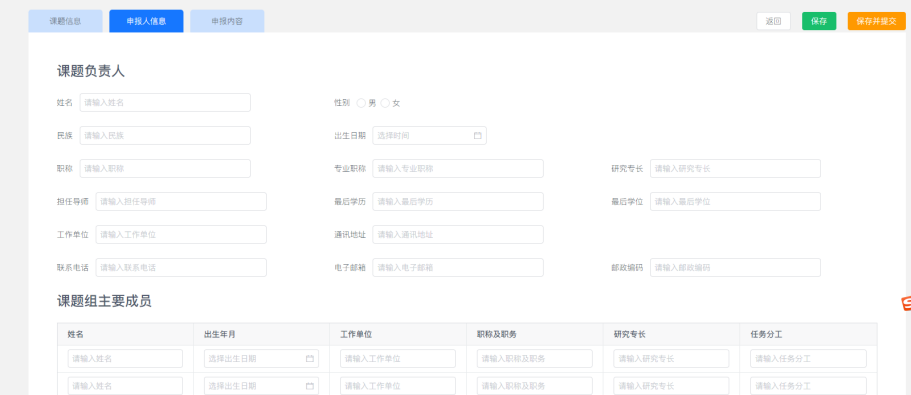 课题信息 申报人信息 申报内容 返回 保存 保存并提交
课题负责人
姓名 请输入姓名 性别 男 女
民族 请输入民族 出生日期 选择时间
职称 请输入职称 专业职称 请输入专业职称 研究专长 请输入研究专长
担任导师 请输入担任导师 最后学历 请输入最后学历 最后学位 请输入最后学位
工作单位 请输入工作单位 通讯地址 请输入通讯地址
联系电话 请输入联系电话 电子邮箱 请输入电子邮箱 邮政编码 请输入邮政编码
课题组主要成员
姓名 出生年月 工作单位 职称及职务 研究专长 任务分工
请输入姓名 选择出生日期 请输入工作单位 请输入职称及职务 请输入研究专长 请输入任务分工
请输入姓名 选择出生日期 请输入工作单位 请输入职称及职务 请输入研究专长 请输入任务分工